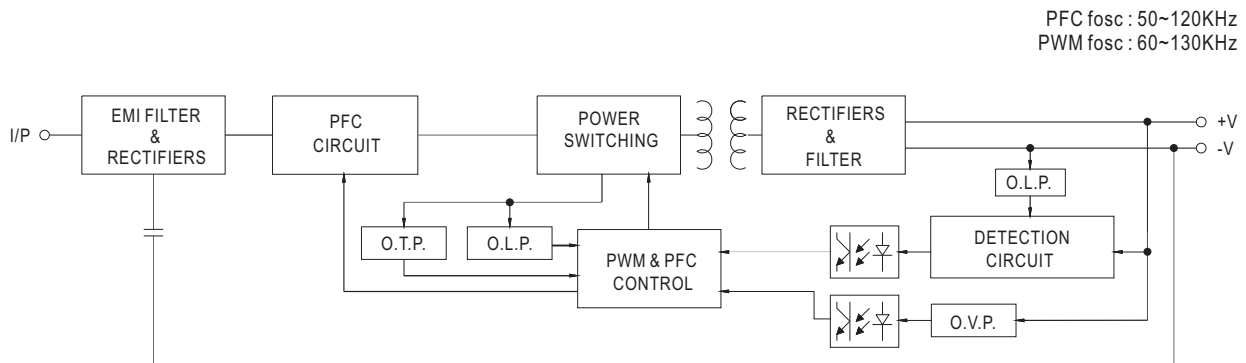 PFC fosc : 50~120KHz
PWM fosc : 60~130KHz
I/P
EMI FILTER
&
RECTIFIERS
PFC
CIRCUIT
POWER
SWITCHING
RECTIFIERS
&
FILTER
+V
-V
O.L.P.
O.T.P.
O.L.P.
PWM & PFC
CONTROL
DETECTION
CIRCUIT
O.V.P.